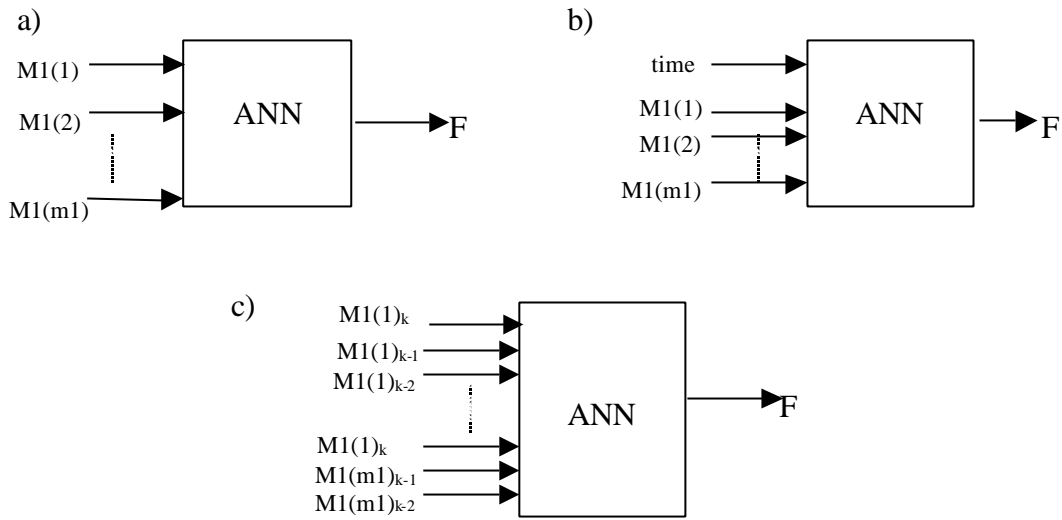 a)
M1(1)
M1(2)
M1(m1)
ANN
F
b)
time
M1(1)
M1(2)
M1(m1)
ANN
F
c)
M1(1)k
M1(1)k-1
M1(1)k-2
M1(1)k
M1(m1)k-1
M1(m1)k-2
ANN
F